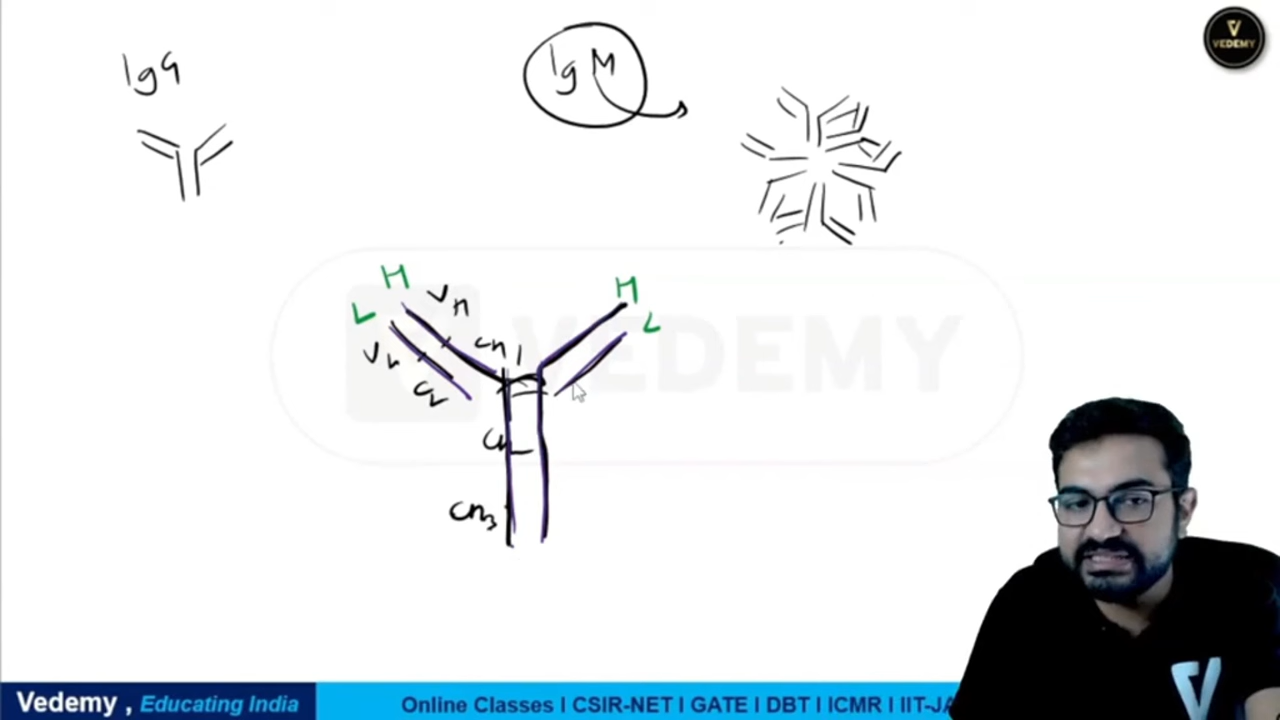 IgG
IgM
VEDEMY
H
VH
L
H
L
VL
CH1
CL
VEDEMY
CH2
CH3
Vedemy , Educating India
Online Classes I CSIR-NET I GATE I DBT I ICMR I IIT-JA